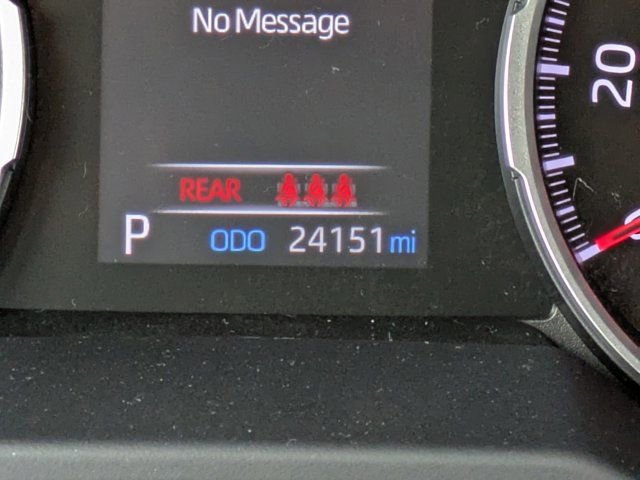 No Message
20
REAR
P ODO 24151 mi